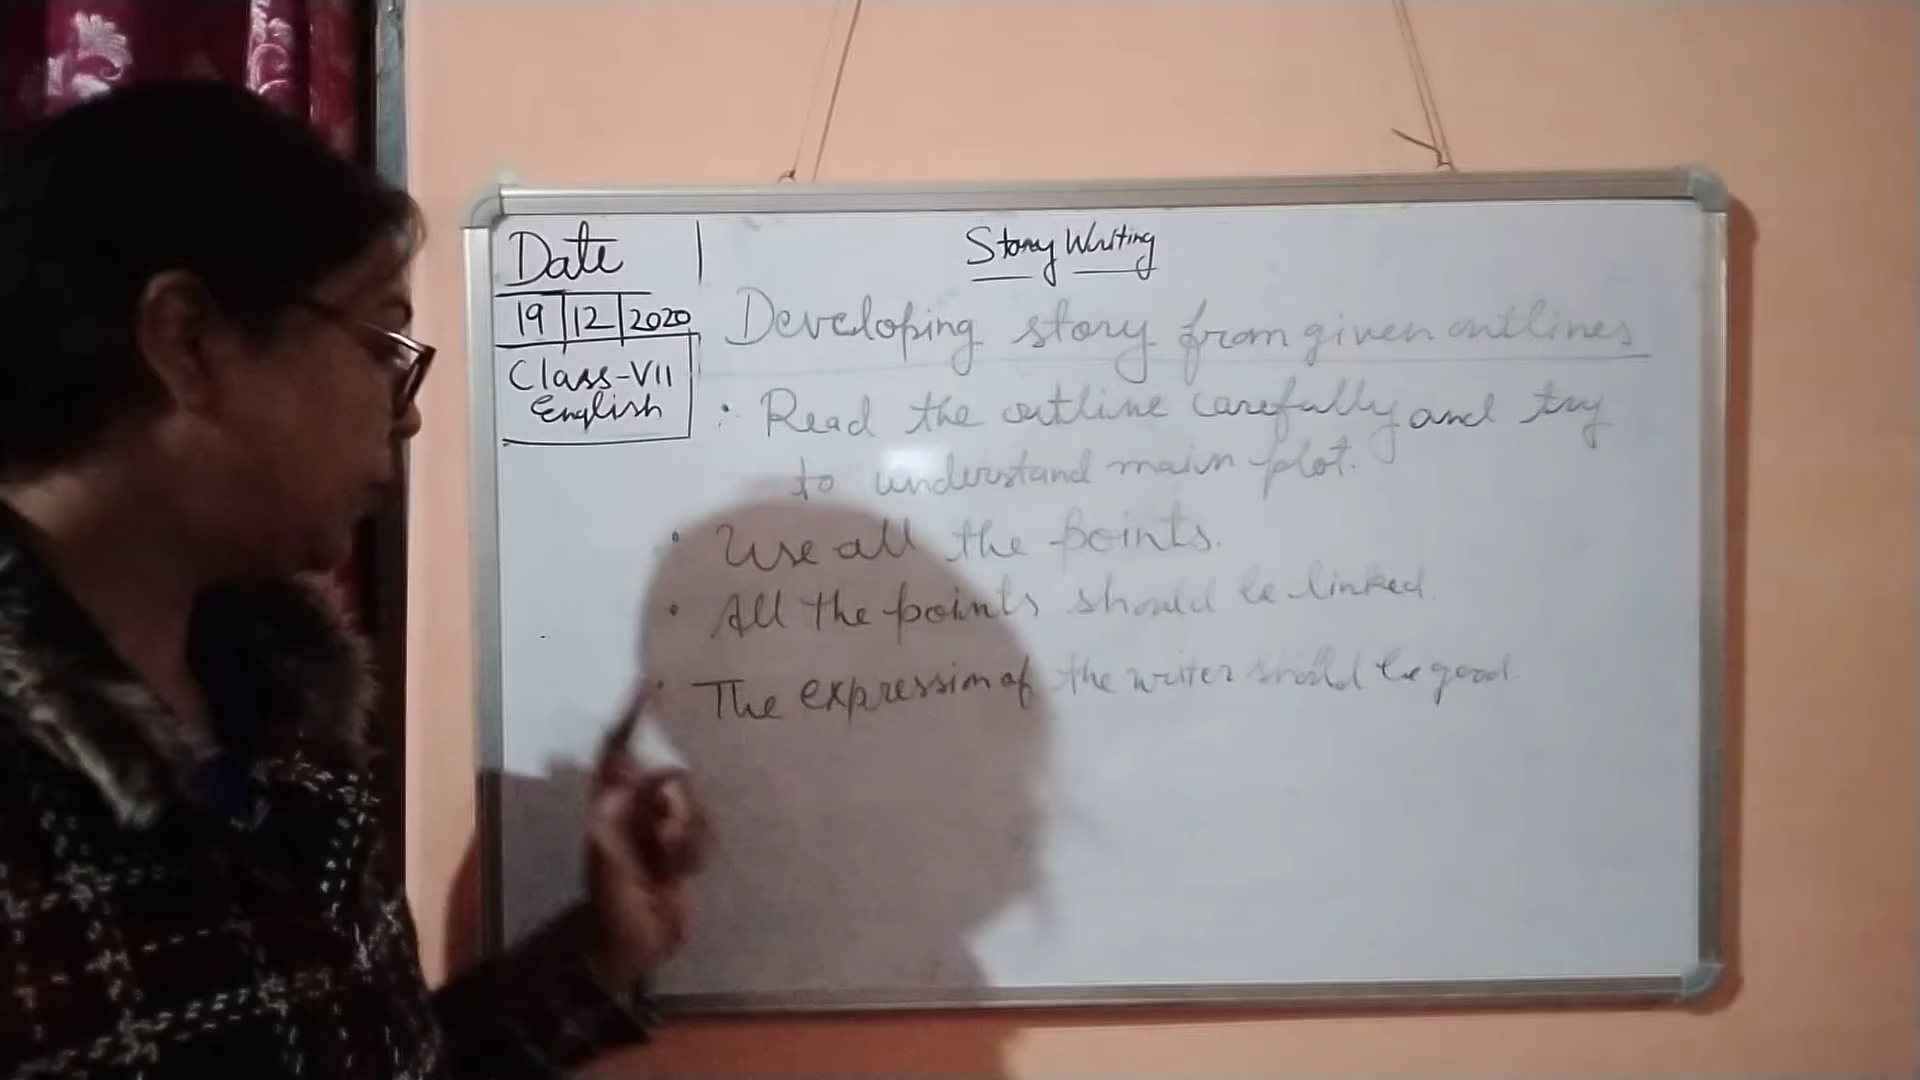 Date
19 | 12 | 2020
Class-VII
English
Story Writing
Developing story from given outlines
• Read the outline carefully and try
to understand main plot.
• Use all the points.
• All the points should be linked.
• The expression of the writer should be good.